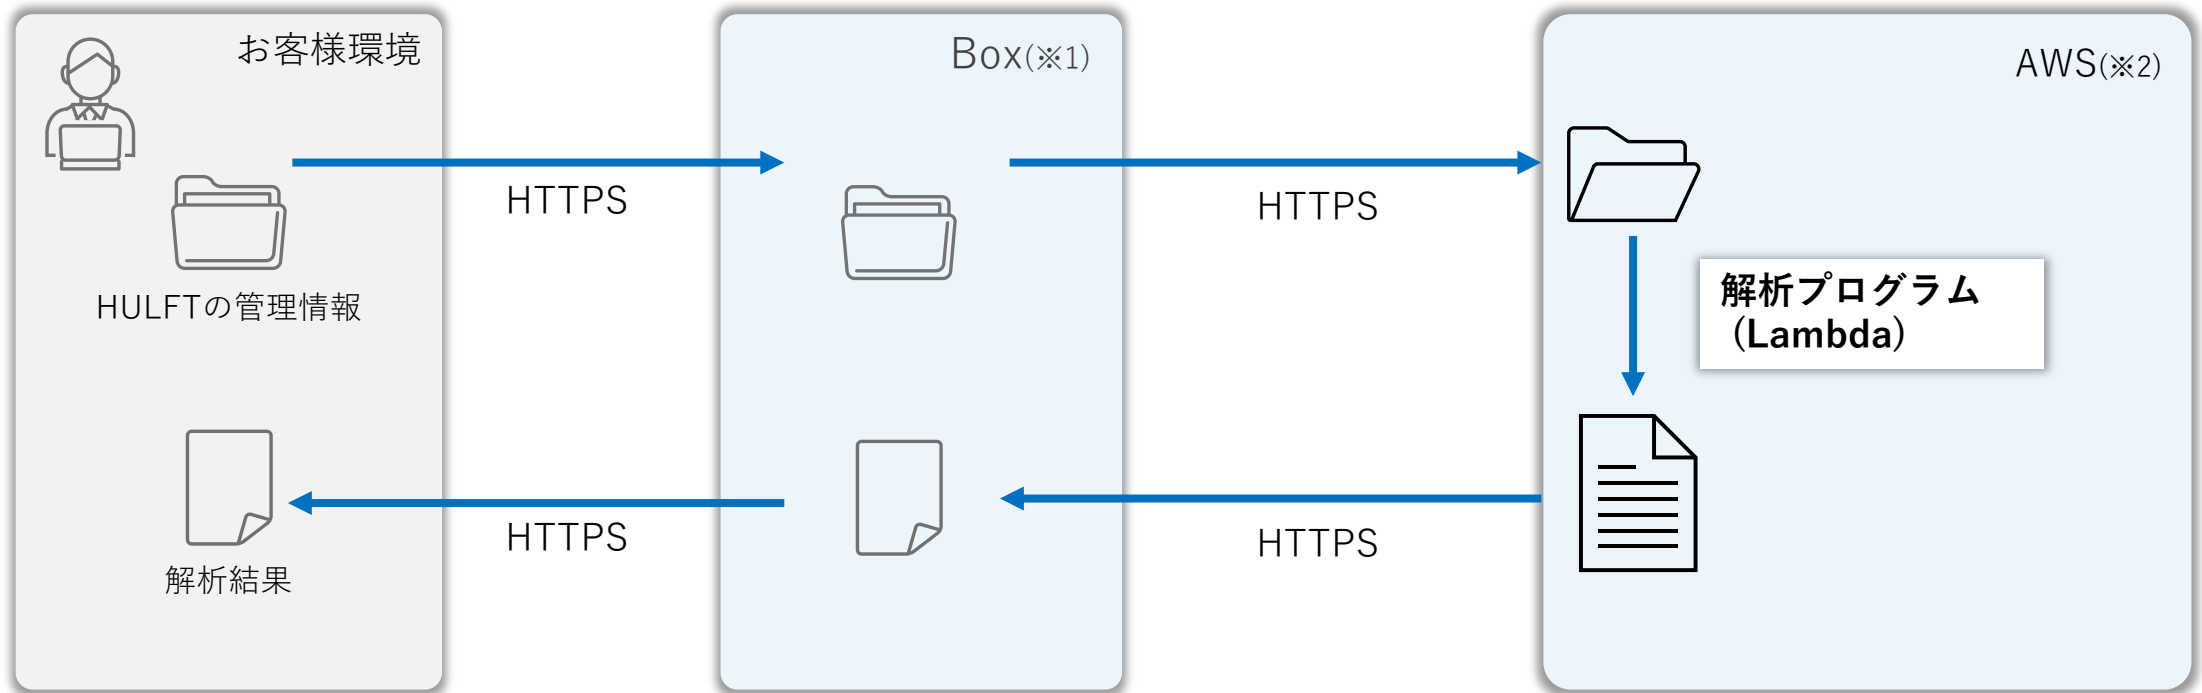 お客様環境
Box(※1)
AWS(※2)
HTTPS
HTTPS
HULFTの管理情報
解析プログラム
(Lambda)
HTTPS
HTTPS
解析結果